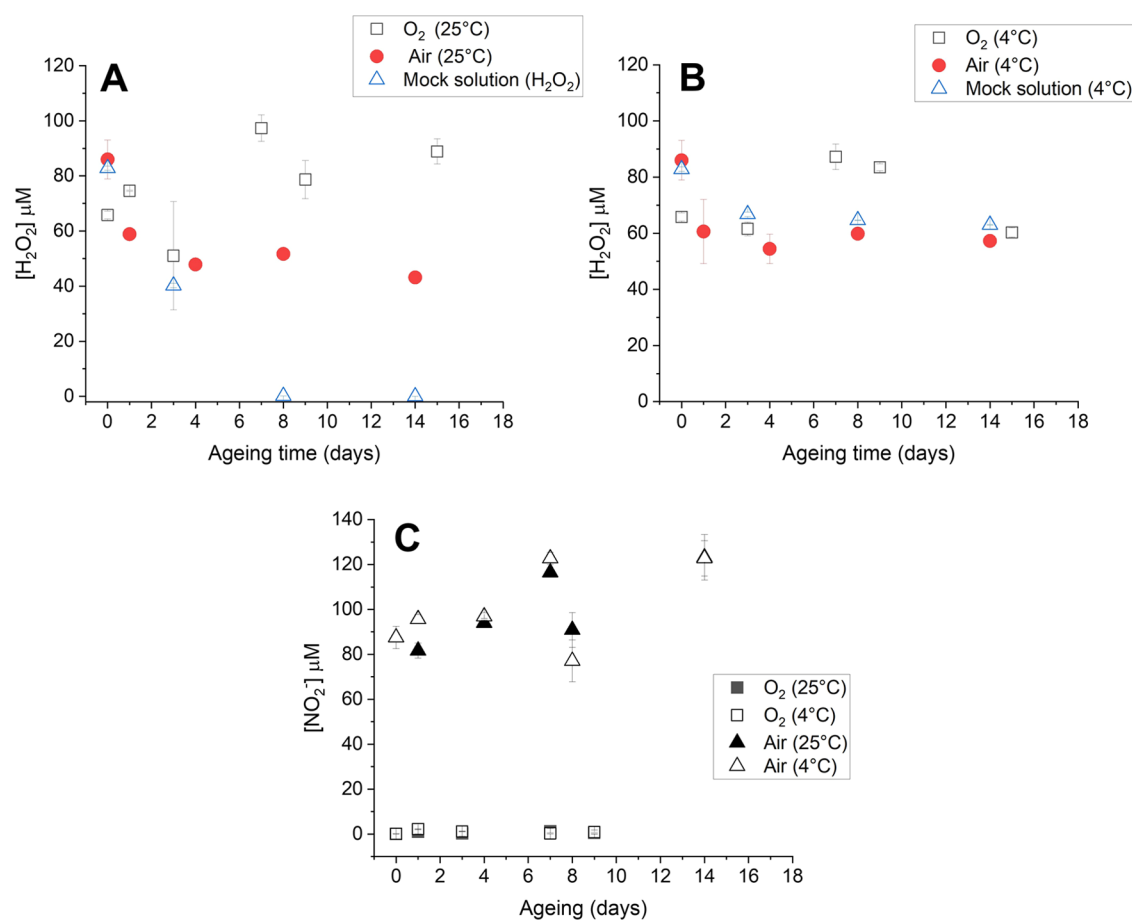 O₂ (25°C)
Air (25°C)
Mock solution (H₂O₂)
A
120
100
80
60
40
20
0
[H₂O₂] μM
0 2 4 6 8 10 12 14 16 18
Ageing time (days)
O₂ (4°C)
Air (4°C)
Mock solution (4°C)
B
120
100
80
60
40
20
0
[H₂O₂] μM
0 2 4 6 8 10 12 14 16 18
Ageing time (days)
C
140
120
100
80
60
40
20
0
[NO₂⁻] μM
O₂ (25°C)
O₂ (4°C)
Air (25°C)
Air (4°C)
0 2 4 6 8 10 12 14 16 18
Ageing (days)